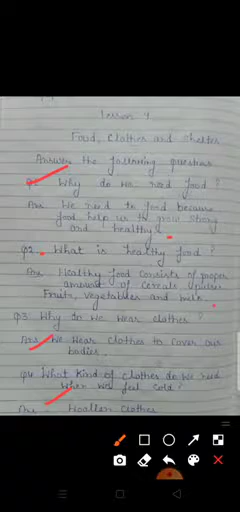 Lesson 9
Food, Clothes and Shelter
Answer the following question
Q1 Why do we need food?
Ans We need to food because
food help us to grow strong
and healthy.
Q2. What is healthy food?
Ans Healthy food consists of proper
amount of cereals pulses
Fruits, vegetables and milk.
Q3 Why do we wear clothes?
Ans We wear clothes to cover our
bodies.
Q4 What kind of clothes do we need
when we feel cold?
Ans Woollen clothes